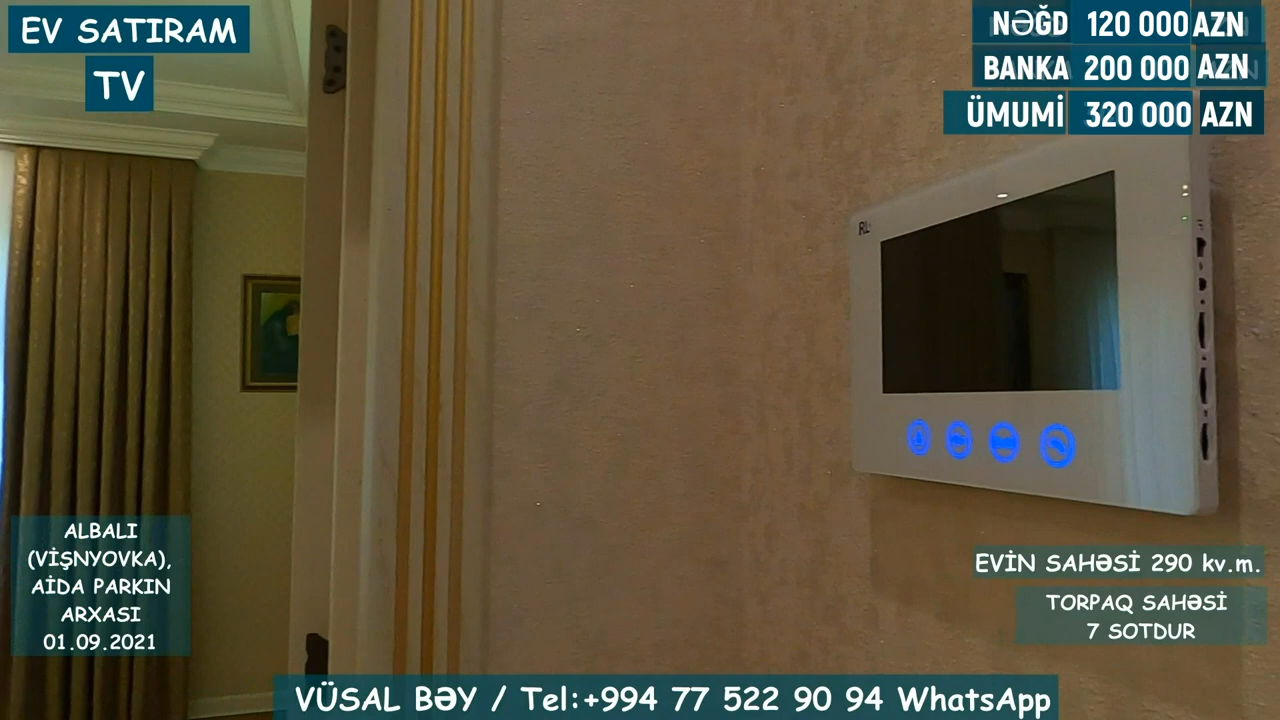 EV SATIRAM
TV
NƏĞD 120 000 AZN
BANKA 200 000 AZN
ÜMUMİ 320 000 AZN
RL
ALBALI
(VİŞNYOVKA),
AİDA PARKIN
ARXASI
01.09.2021
EVİN SAHƏSİ 290 kv.m.
TORPAQ SAHƏSİ
7 SOTDUR
VÜSAL BƏY / Tel:+994 77 522 90 94 WhatsApp